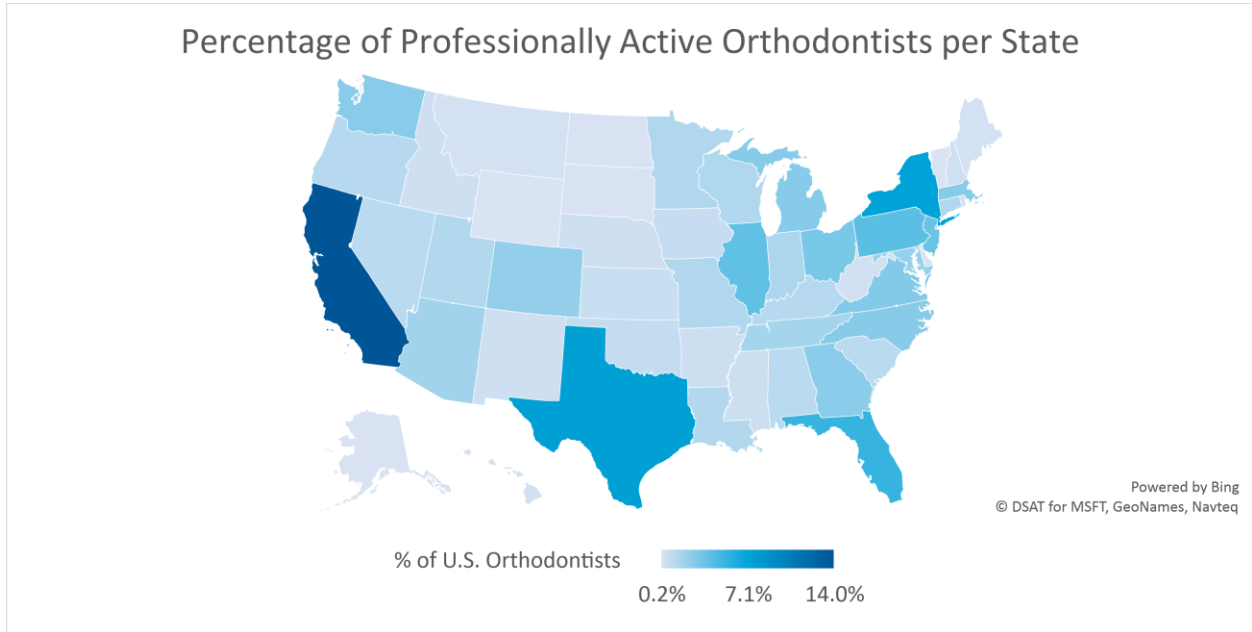 Percentage of Professionally Active Orthodontists per State
Powered by Bing
© DSAT for MSFT, GeoNames, Navteq
% of U.S. Orthodontists
0.2% 7.1% 14.0%